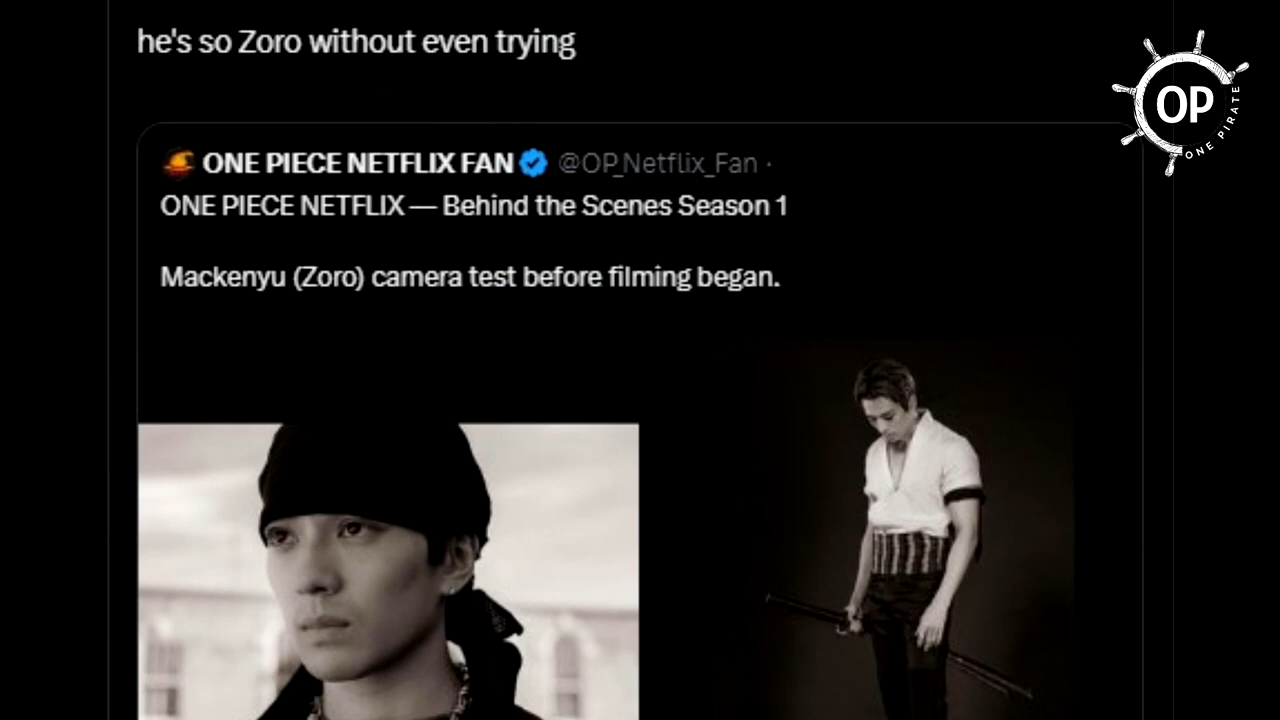 he's so Zoro without even trying
OP
ONE PIRATE
ONE PIECE NETFLIX FAN @OP_Netflix_Fan ·
ONE PIECE NETFLIX — Behind the Scenes Season 1
Mackenyu (Zoro) camera test before filming began.